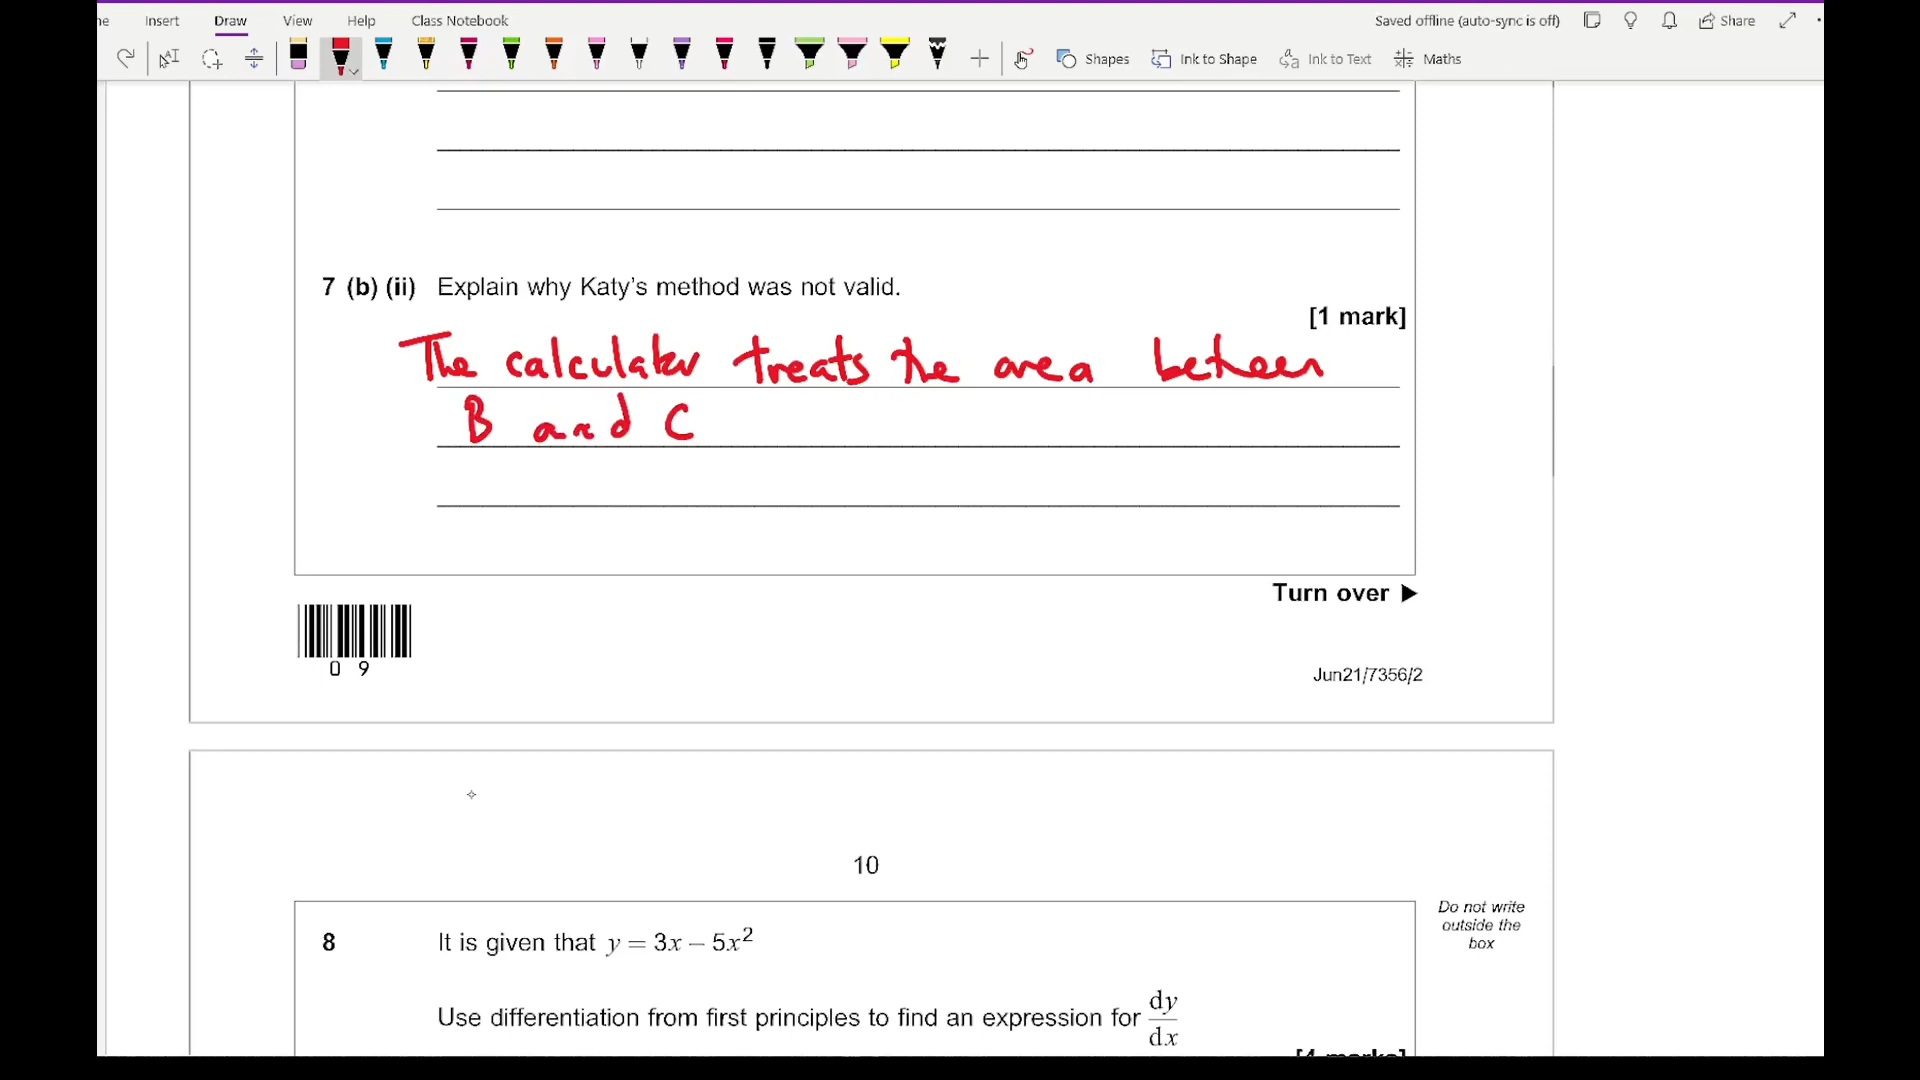 Insert Draw View Help Class Notebook Saved offline (auto-sync is off) Share
Shapes Ink to Shape Ink to Text Maths
7 (b) (ii) Explain why Katy's method was not valid.
[1 mark]
The calculator treats the area between
B and C
Turn over ▶
0 9
Jun21/7356/2
10
Do not write
outside the
box
8 It is given that y = 3x – 5x²
Use differentiation from first principles to find an expression for dy/dx
[4 marks]